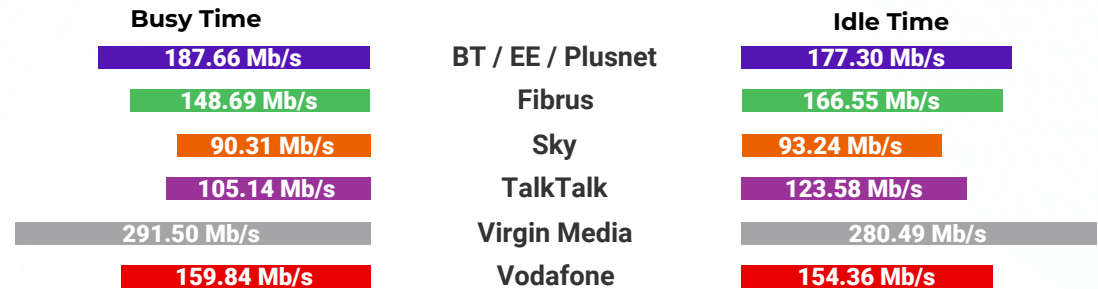 Busy Time Idle Time
187.66 Mb/s BT / EE / Plusnet 177.30 Mb/s
148.69 Mb/s Fibrus 166.55 Mb/s
90.31 Mb/s Sky 93.24 Mb/s
105.14 Mb/s TalkTalk 123.58 Mb/s
291.50 Mb/s Virgin Media 280.49 Mb/s
159.84 Mb/s Vodafone 154.36 Mb/s